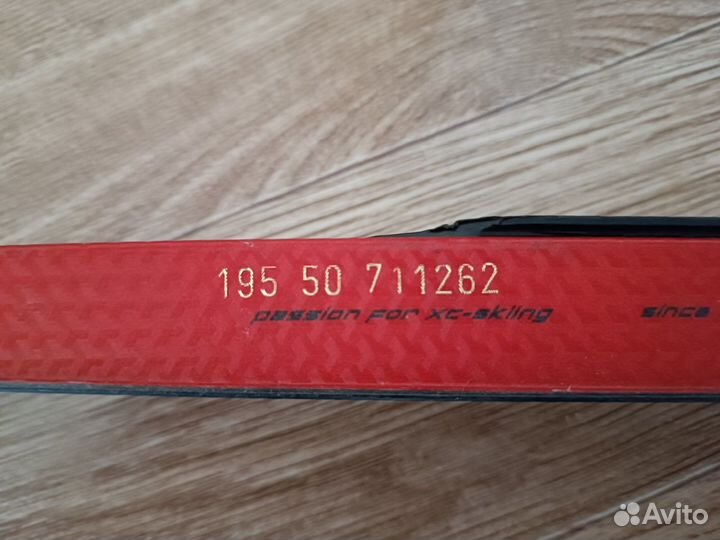 195 50 711262
passion for xc-skiing since
Avito